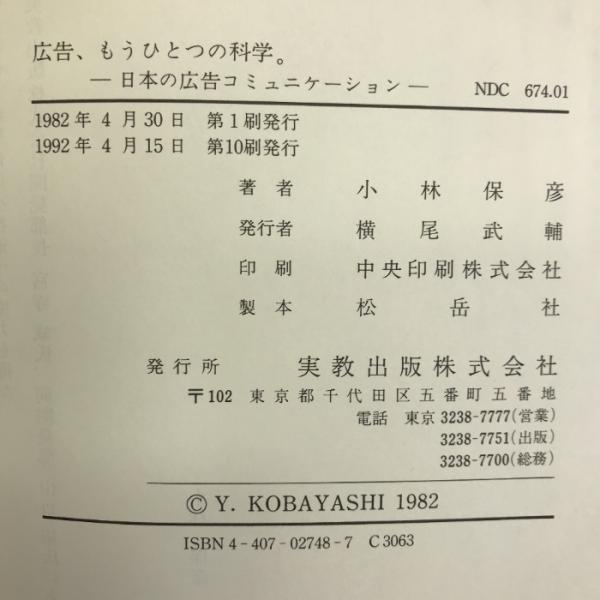 広告、もうひとつの科学。
―日本の広告コミュニケーション― NDC 674.01
1982年4月30日 第1刷発行
1992年4月15日 第10刷発行
著者 小林保彦
発行者 横尾武輔
印刷 中央印刷株式会社
製本 松岳社
発行所 実教出版株式会社
〒102 東京都千代田区五番町五番地
電話 東京 3238-7777(営業)
3238-7751(出版)
3238-7700(総務)
© Y. KOBAYASHI 1982
ISBN 4-407-02748-7 C3063